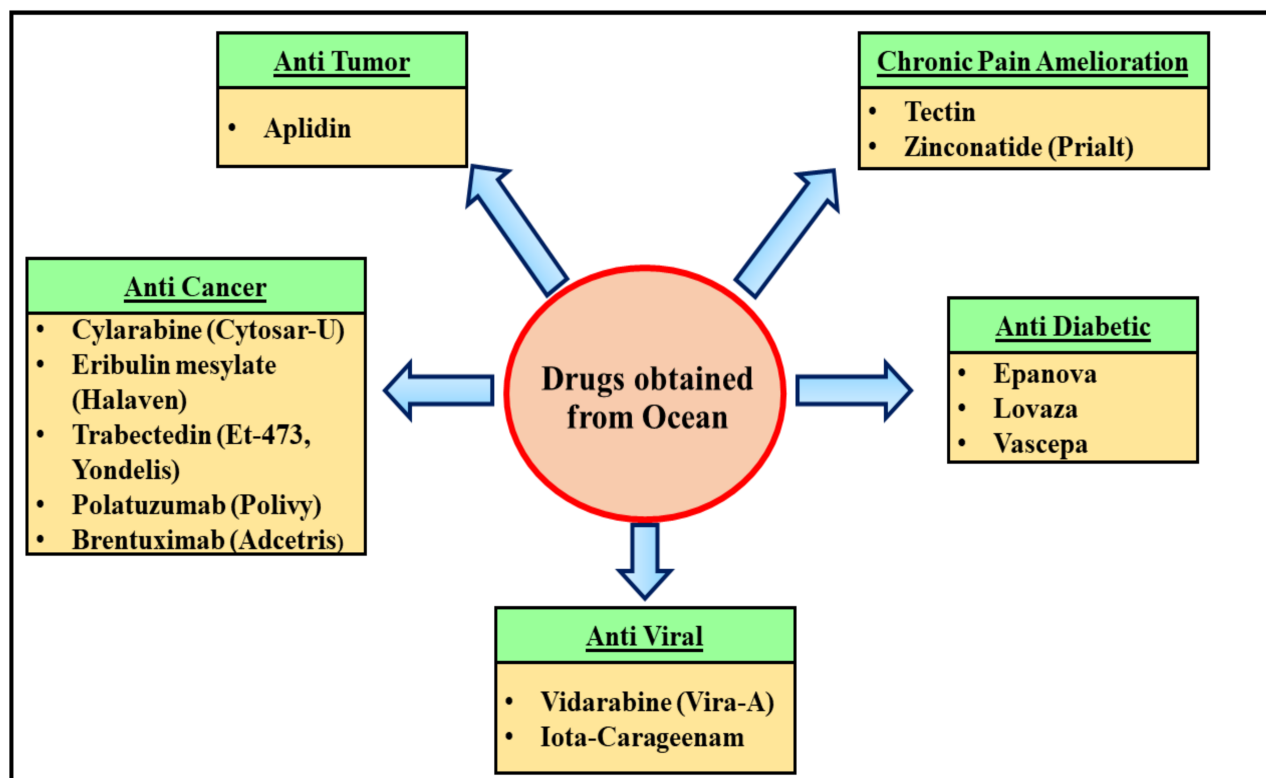 Anti Tumor
• Aplidin
Chronic Pain Amelioration
• Tectin
• Zinconatide (Prialt)
Anti Cancer
• Cylarabine (Cytosar-U)
• Eribulin mesylate
(Halaven)
• Trabectedin (Et-473,
Yondelis)
• Polatuzumab (Polivy)
• Brentuximab (Adcetris)
Drugs obtained
from Ocean
Anti Diabetic
• Epanova
• Lovaza
• Vascepa
Anti Viral
• Vidarabine (Vira-A)
• Iota-Carageenam